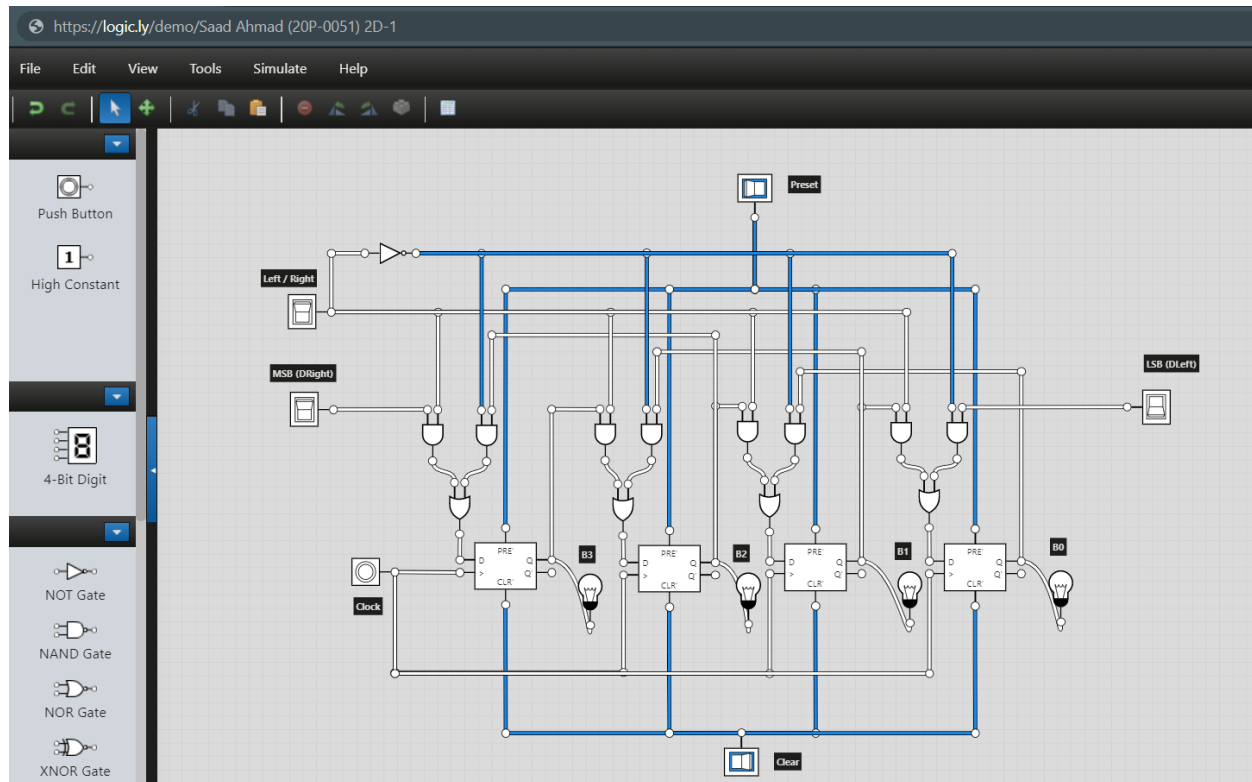 https://logic.ly/demo/Saad Ahmad (20P-0051) 2D-1
File Edit View Tools Simulate Help
Push Button
1
High Constant
8
4-Bit Digit
NOT Gate
NAND Gate
NOR Gate
XNOR Gate
Preset
Left / Right
MSB (DRight)
LSB (DLeft)
PRE' D Q > Q' CLR'
B3
PRE' D Q > Q' CLR'
B2
PRE' D Q > Q' CLR'
B1
PRE' D Q > Q' CLR'
B0
Clock
Clear